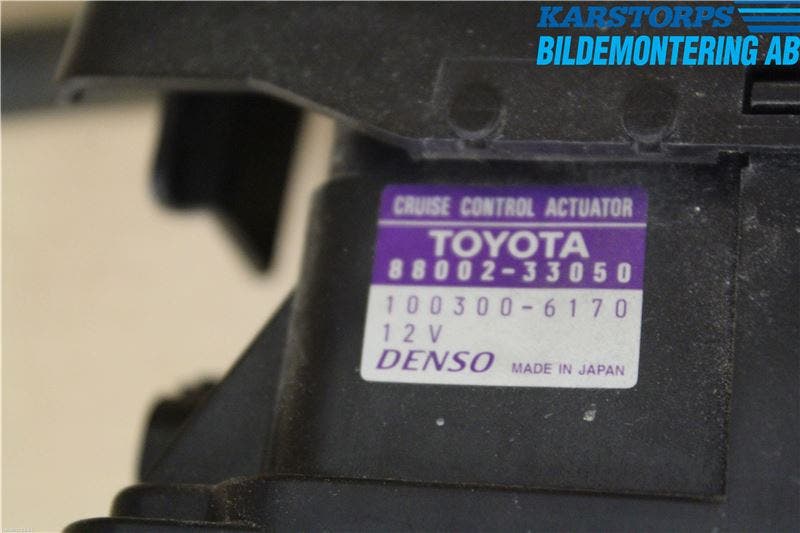 KARSTORPS
BILDEMONTERING AB
CRUISE CONTROL ACTUATOR
TOYOTA
88002-33050
100300-6170
12V
DENSO MADE IN JAPAN